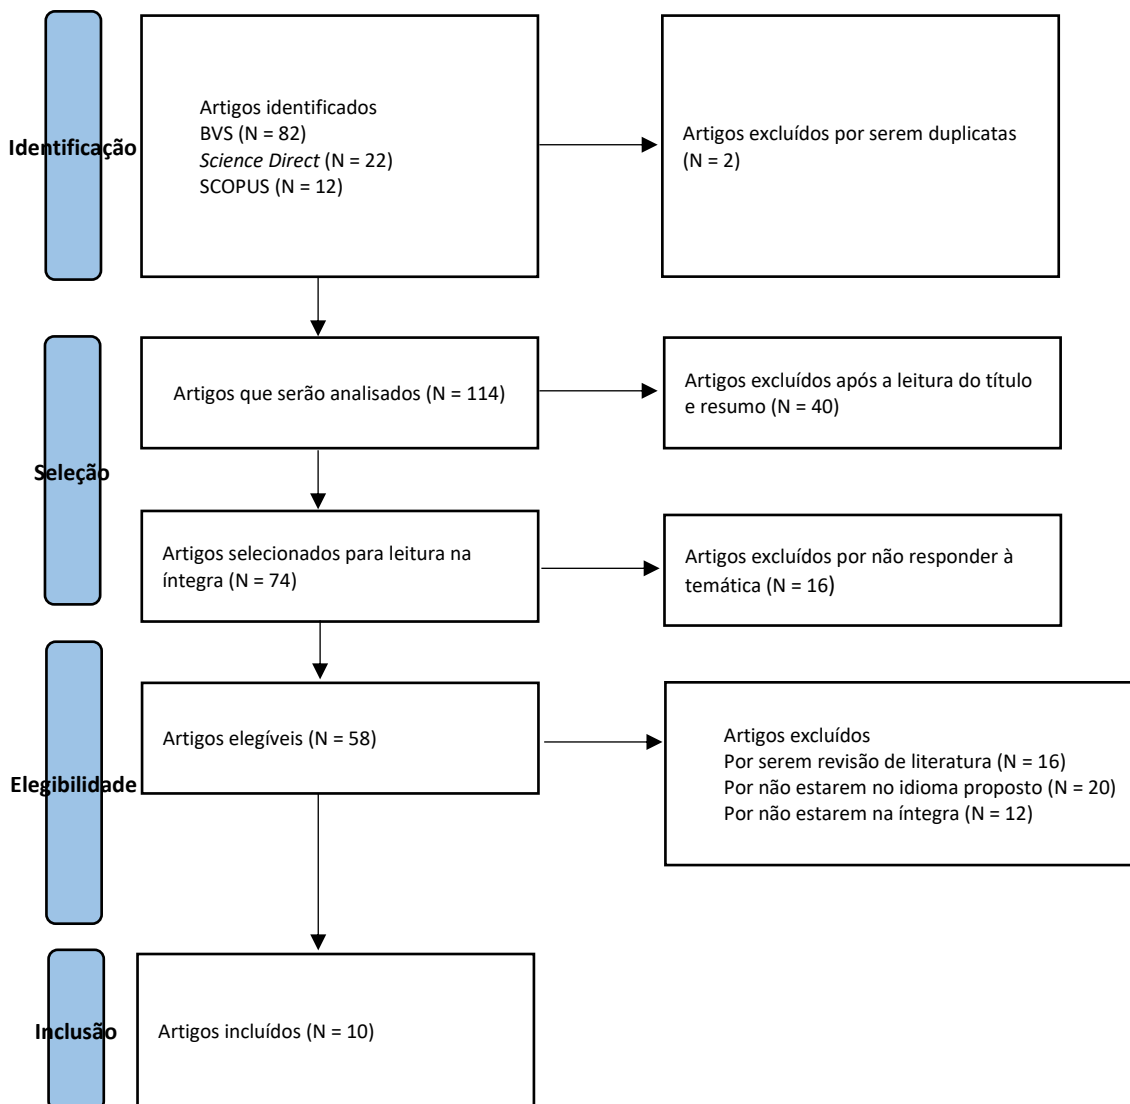 Identificação
Artigos identificados
BVS (N = 82)
Science Direct (N = 22)
SCOPUS (N = 12)
Artigos excluídos por serem duplicatas
(N = 2)
Seleção
Artigos que serão analisados (N = 114)
Artigos excluídos após a leitura do título
e resumo (N = 40)
Artigos selecionados para leitura na
íntegra (N = 74)
Artigos excluídos por não responder à
temática (N = 16)
Elegibilidade
Artigos elegíveis (N = 58)
Artigos excluídos
Por serem revisão de literatura (N = 16)
Por não estarem no idioma proposto (N = 20)
Por não estarem na íntegra (N = 12)
Inclusão
Artigos incluídos (N = 10)